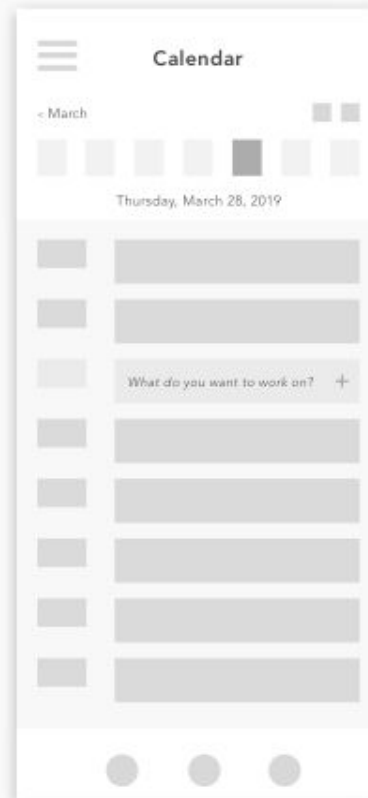 Calendar
‹ March
Thursday, March 28, 2019
What do you want to work on? +